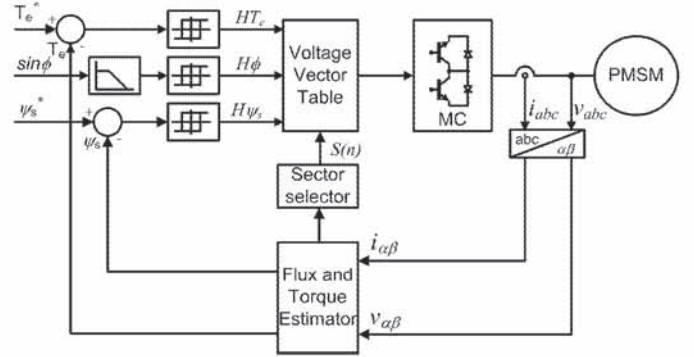 Te* + HTe
Te -
sinφ Hφ
ψs* + Hψs
ψs -
Voltage
Vector
Table
MC
PMSM
iabc vabc
abc
αβ
S(n)
Sector
selector
Flux and
Torque
Estimator
iαβ
vαβ